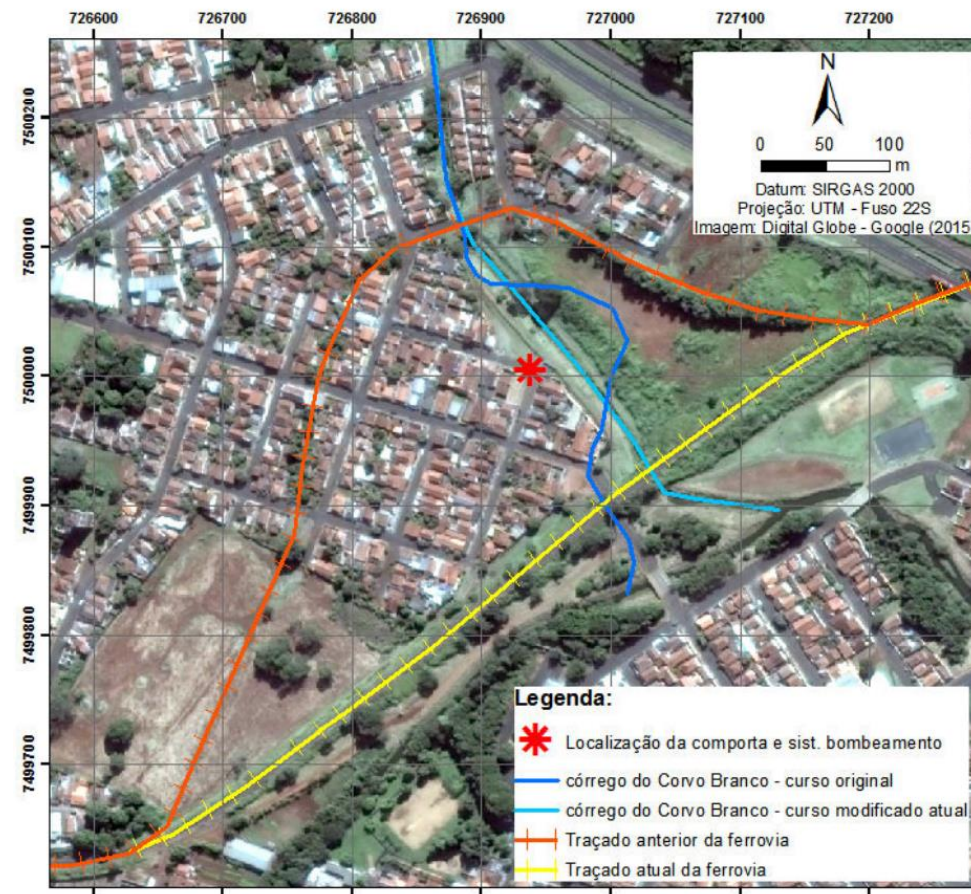 726600 726700 726800 726900 727000 727100 727200
N
0 50 100
m
Datum: SIRGAS 2000
Projeção: UTM - Fuso 22S
Imagem: Digital Globe - Google (2015
7500200
7500100
7500000
7499900
7499800
7499700
Legenda:
Localização da comporta e sist. bombeamento
córrego do Corvo Branco - curso original
córrego do Corvo Branco - curso modificado atual
Traçado anterior da ferrovia
Traçado atual da ferrovia